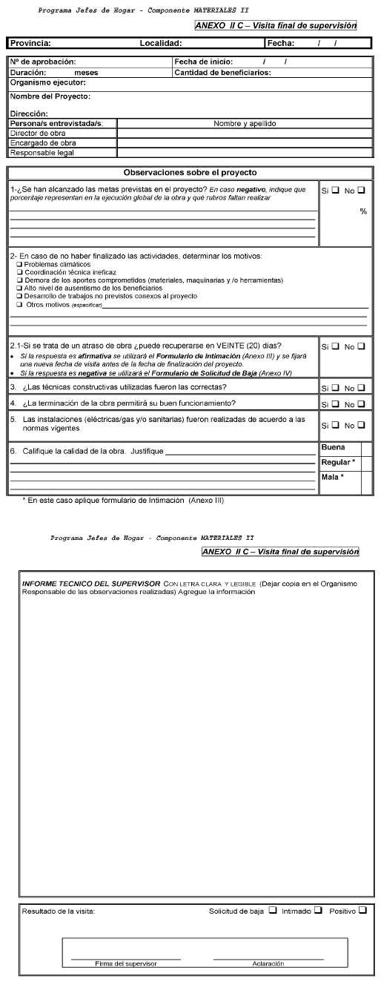 Programa Jefes de Hogar - Componente MATERIALES II
ANEXO II C – Visita final de supervisión
Provincia: Localidad: Fecha: / /
Nº de aprobación: Fecha de inicio: / /
Duración: meses Cantidad de beneficiarios:
Organismo ejecutor:
Nombre del Proyecto:
Dirección:
Persona/s entrevistada/s: Nombre y apellido
Director de obra
Encargado de obra
Responsable legal
Observaciones sobre el proyecto
1-¿Se han alcanzado las metas previstas en el proyecto? En caso negativo, indique que Si ❑ No ❑
porcentaje representan en la ejecución global de la obra y qué rubros faltan realizar
%
2- En caso de no haber finalizado las actividades, determinar los motivos:
❑ Problemas climáticos
❑ Coordinación técnica ineficaz
❑ Demora de los aportes comprometidos (materiales, maquinarias y /o herramientas)
❑ Alto nivel de ausentismo de los beneficiarios
❑ Desarrollo de trabajos no previstos conexos al proyecto
❑ Otros motivos (especificar)
2.1-Si se trata de un atraso de obra ¿puede recuperarse en VEINTE (20) días? Si ❑ No ❑
• Si la respuesta es afirmativa se utilizará el Formulario de Intimación (Anexo III) y se fijará
una nueva fecha de visita antes de la fecha de finalización del proyecto.
• Si la respuesta es negativa se utilizará el Formulario de Solicitud de Baja (Anexo IV)
3. ¿Las técnicas constructivas utilizadas fueron las correctas? Si ❑ No ❑
4. ¿La terminación de la obra permitirá su buen funcionamiento? Si ❑ No ❑
5. Las instalaciones (eléctricas/gas y/o sanitarias) fueron realizadas de acuerdo a las Si ❑ No ❑
normas vigentes
6. Califique la calidad de la obra. Justifique
Buena
Regular *
Mala *
* En este caso aplique formulario de Intimación (Anexo III)
Programa Jefes de Hogar - Componente MATERIALES II
ANEXO II C – Visita final de supervisión
INFORME TECNICO DEL SUPERVISOR CON LETRA CLARA Y LEGIBLE (Dejar copia en el Organismo
Responsable de las observaciones realizadas) Agregue la información
Resultado de la visita: Solicitud de baja ❑ Intimado ❑ Positivo ❑
Firma del supervisor Aclaración